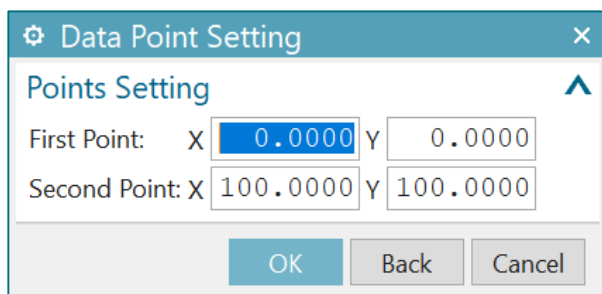 Data Point Setting
Points Setting
First Point: X 0.0000 Y 0.0000
Second Point: X 100.0000 Y 100.0000
OK Back Cancel